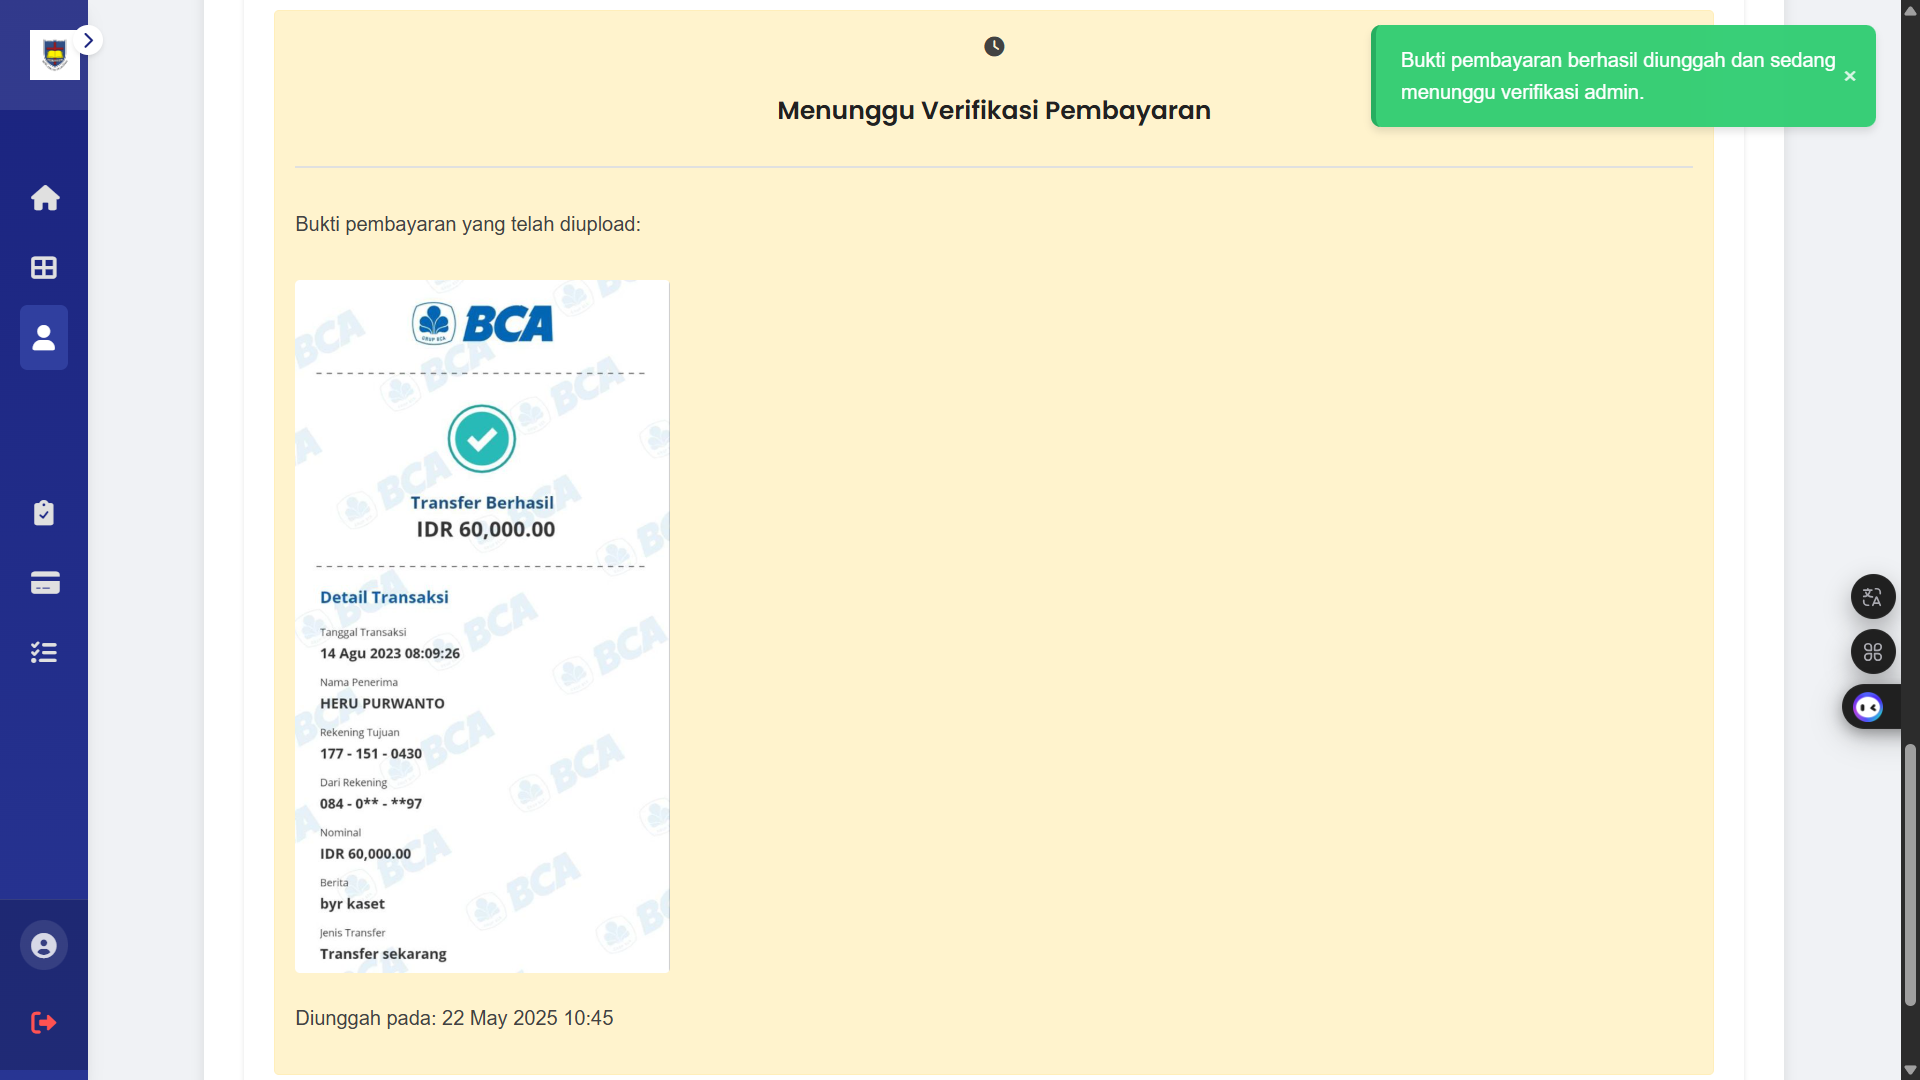 Bukti pembayaran berhasil diunggah dan sedang
menunggu verifikasi admin.
×
Menunggu Verifikasi Pembayaran
Bukti pembayaran yang telah diupload:
GRUP BCA
BCA
Transfer Berhasil
IDR 60,000.00
Detail Transaksi
Tanggal Transaksi
14 Agu 2023 08:09:26
Nama Penerima
HERU PURWANTO
Rekening Tujuan
177 - 151 - 0430
Dari Rekening
084 - 0** - **97
Nominal
IDR 60,000.00
Berita
byr kaset
Jenis Transfer
Transfer sekarang
Diunggah pada: 22 May 2025 10:45